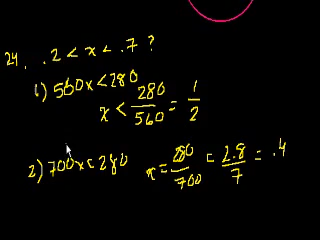 24. .2 < x < .7 ?
1) 560x < 280
x < 280/560 = 1/2
2) 700x = 280 x = 280/700 = 2.8/7 = .4